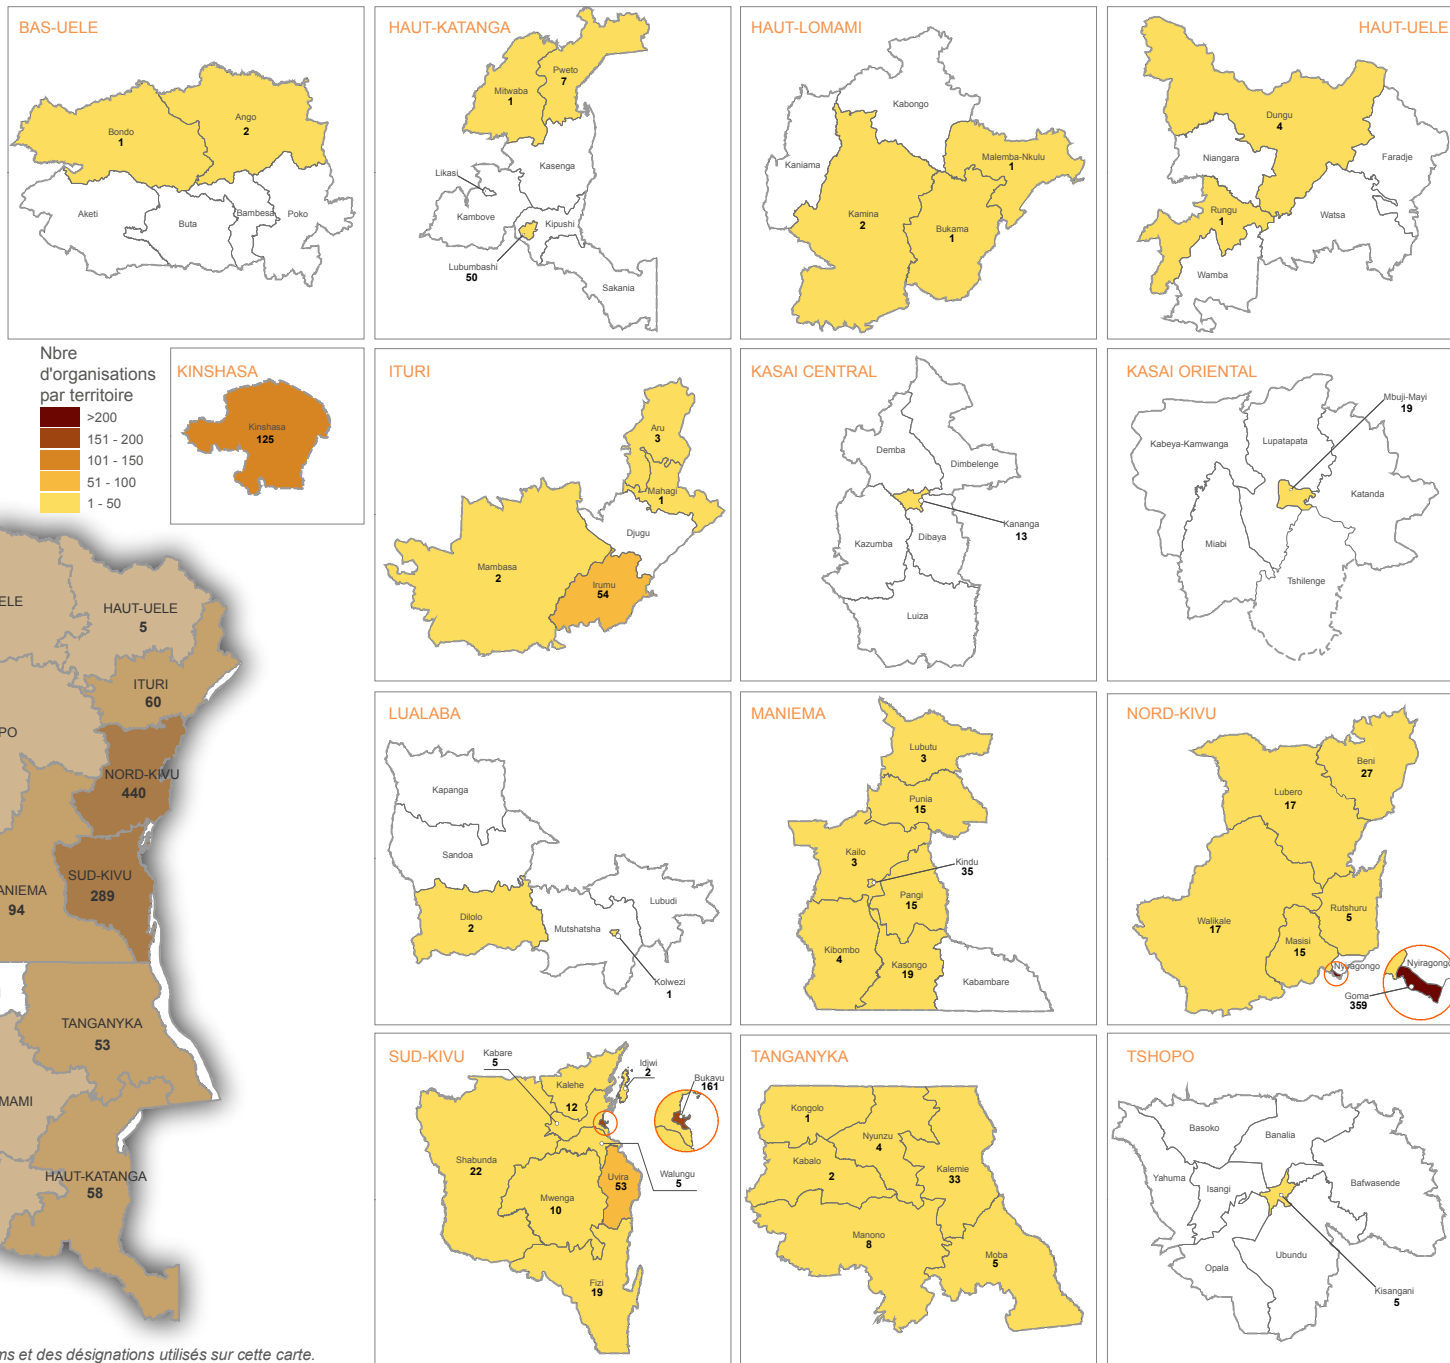 BAS-UELE
Bondo
1
Ango
2
Aketi
Buta
Bambesa
Poko
HAUT-KATANGA
Mitwaba
1
Pweto
7
Kasenga
Likasi
Kambove
Kipushi
Lubumbashi
50
Sakania
HAUT-LOMAMI
Kabongo
Kaniama
Malemba-Nkulu
1
Kamina
2
Bukama
1
HAUT-UELE
Dungu
4
Niangara
Faradje
Rungu
1
Watsa
Wamba
Nbre
d'organisations
par territoire
>200
151 - 200
101 - 150
51 - 100
1 - 50
KINSHASA
Kinshasa
125
ITURI
Aru
3
Mahagi
1
Djugu
Mambasa
2
Irumu
54
KASAI CENTRAL
Demba
Dimbelenge
Kananga
13
Kazumba
Dibaya
Luiza
KASAI ORIENTAL
Mbuji-Mayi
19
Kabeya-Kamwanga
Lupatapata
Katanda
Miabi
Tshilenge
ELE
HAUT-UELE
5
ITURI
60
PO
NORD-KIVU
440
SUD-KIVU
289
ANIEMA
94
TANGANYKA
53
MAMI
HAUT-KATANGA
58
LUALABA
Kapanga
Sandoa
Dilolo
2
Mutshatsha
Lubudi
Kolwezi
1
MANIEMA
Lubutu
3
Punia
15
Kailo
3
Kindu
35
Pangi
15
Kibombo
4
Kasongo
19
Kabambare
NORD-KIVU
Beni
27
Lubero
17
Walikale
17
Rutshuru
5
Masisi
15
Nyiragongo
Nyiragongo
Goma
359
SUD-KIVU
Kabare
5
Idjwi
2
Kalehe
12
Bukavu
161
Shabunda
22
Walungu
5
Mwenga
10
Uvira
53
Fizi
19
TANGANYKA
Kongolo
1
Nyunzu
4
Kabalo
2
Kalemie
33
Manono
8
Moba
5
TSHOPO
Basoko
Banalia
Yahuma
Isangi
Bafwasende
Opala
Ubundu
Kisangani
5
ms et des désignations utilisés sur cette carte.